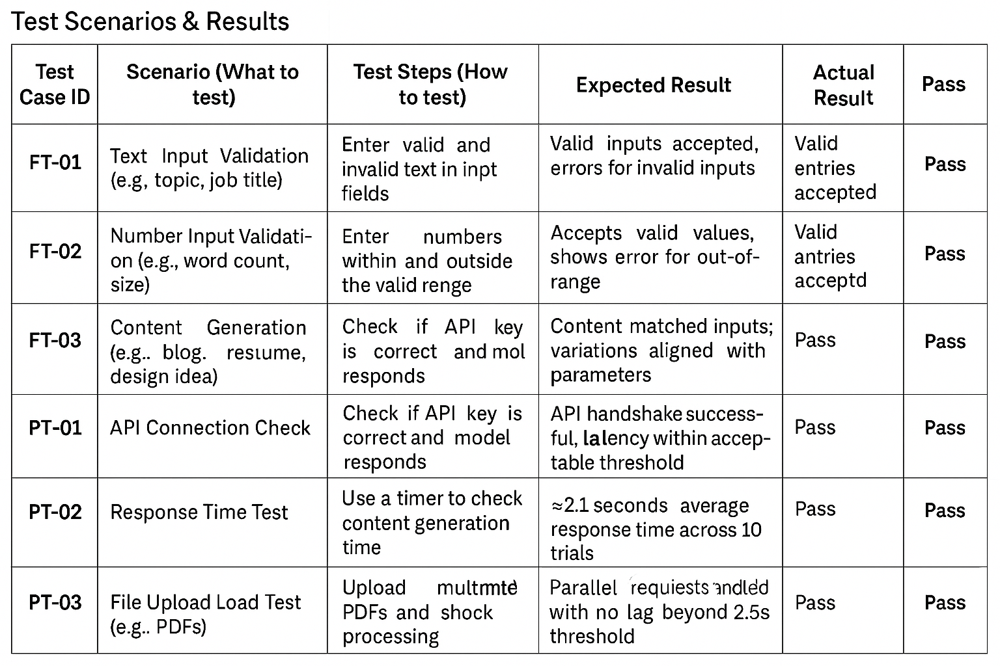 Test Scenarios & Results
Test
Case ID
Scenario (What to
test)
Test Steps (How
to test)
Expected Result
Actual
Result
Pass
FT-01
Text Input Validation
(e.g, topic, job title)
Enter valid and
invalid text in inpt
fields
Valid inputs accepted,
errors for invalid inputs
Valid
entries
accepted
Pass
FT-02
Number Input Validati-
on (e.g., word count,
size)
Enter numbers
within and outside
the valid renge
Accepts valid values,
shows error for out-of-
range
Valid
antries
acceptd
Pass
FT-03
Content Generation
(e.g.. blog. resıume,
design idea)
Check if API key
is correct and mol
responds
Content matched inputs;
variations aligned with
parameters
Pass
Pass
PT-01
API Connection Check
Check if API key is
correct and model
responds
API handshake success-
ful, lalency within accep-
table threshold
Pass
Pass
PT-02
Response Time Test
Use a timer to check
content generation
time
≈2.1 seconds average
response time across 10
trials
Pass
Pass
PT-03
File Upload Load Test
(e.g.. PDFs)
Upload
PDFs and shock
processing
Parallel requiests
with no lag beyond 2.5s
threshold
Pass
Pass